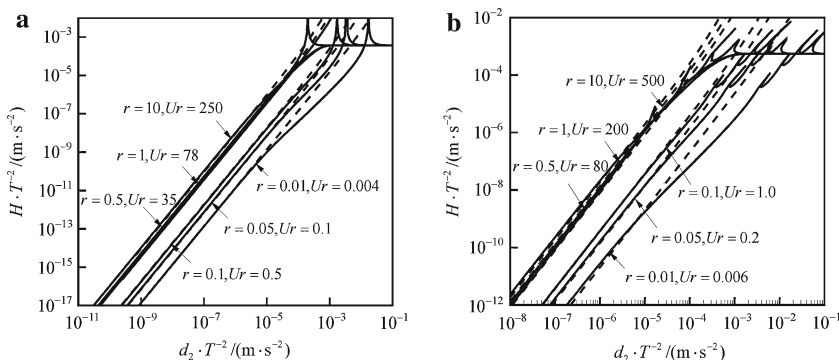 a
10⁻³
10⁻⁵
10⁻⁷
10⁻⁹
10⁻¹¹
10⁻¹³
10⁻¹⁵
10⁻¹⁷
H · T⁻² /(m · s⁻²)
r = 10, Ur = 250
r = 1, Ur = 78
r = 0.5, Ur = 35
r = 0.01, Ur = 0.004
r = 0.05, Ur = 0.1
r = 0.1, Ur = 0.5
10⁻¹¹ 10⁻⁹ 10⁻⁷ 10⁻⁵ 10⁻³ 10⁻¹
d₂ · T⁻² /(m · s⁻²)
b
10⁻²
10⁻⁴
10⁻⁶
10⁻⁸
10⁻¹⁰
10⁻¹²
H · T⁻² /(m · s⁻²)
r = 10, Ur = 500
r = 1, Ur = 200
r = 0.5, Ur = 80
r = 0.1, Ur = 1.0
r = 0.05, Ur = 0.2
r = 0.01, Ur = 0.006
10⁻⁸ 10⁻⁷ 10⁻⁶ 10⁻⁵ 10⁻⁴ 10⁻³ 10⁻² 10⁻¹
d₂ · T⁻² /(m · s⁻²)